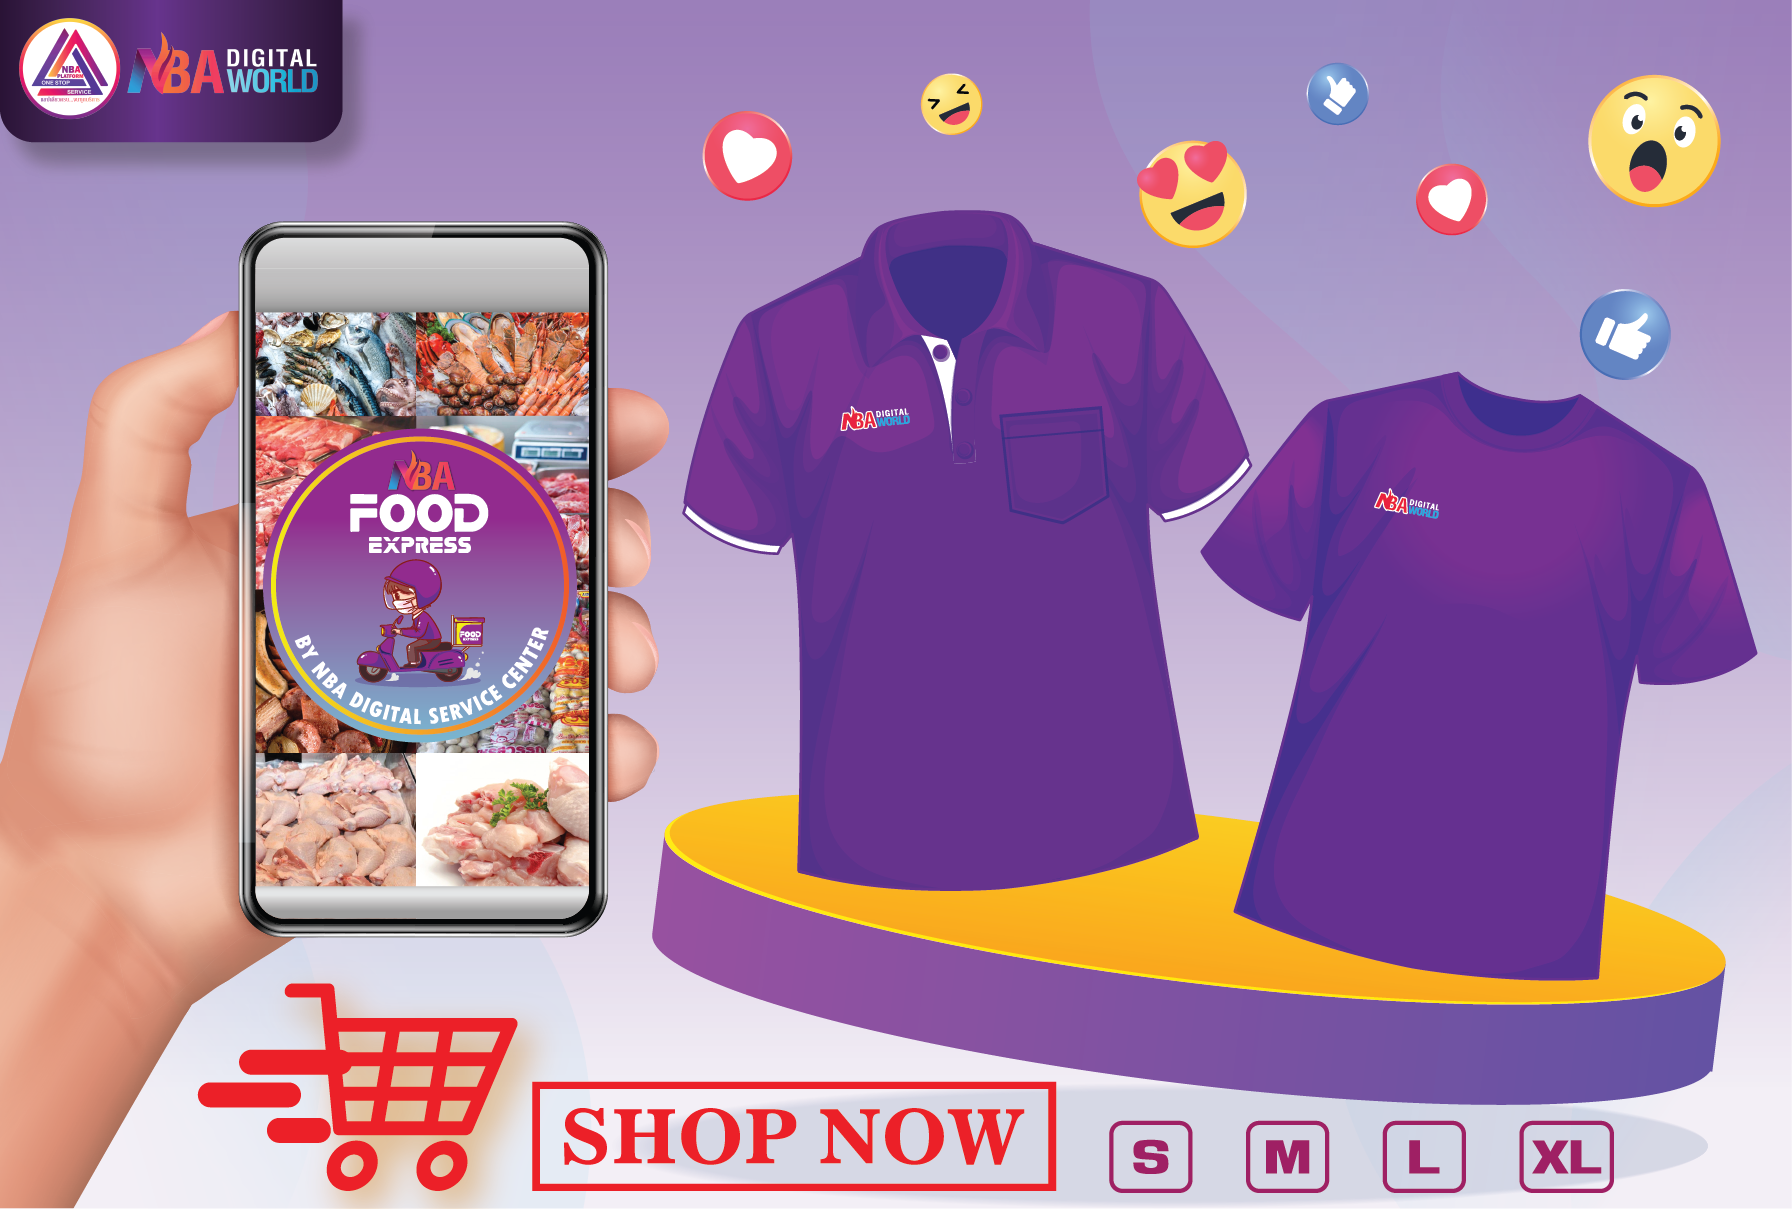 NBA
PLATFORM
ONE STOP
SERVICE
NBA DIGITAL
WORLD
NBA
FOOD
EXPRESS
FOOD
EXPRESS
BY NBA DIGITAL SERVICE CENTER
NBA DIGITAL
WORLD
NBA DIGITAL
WORLD
SHOP NOW
S M L XL